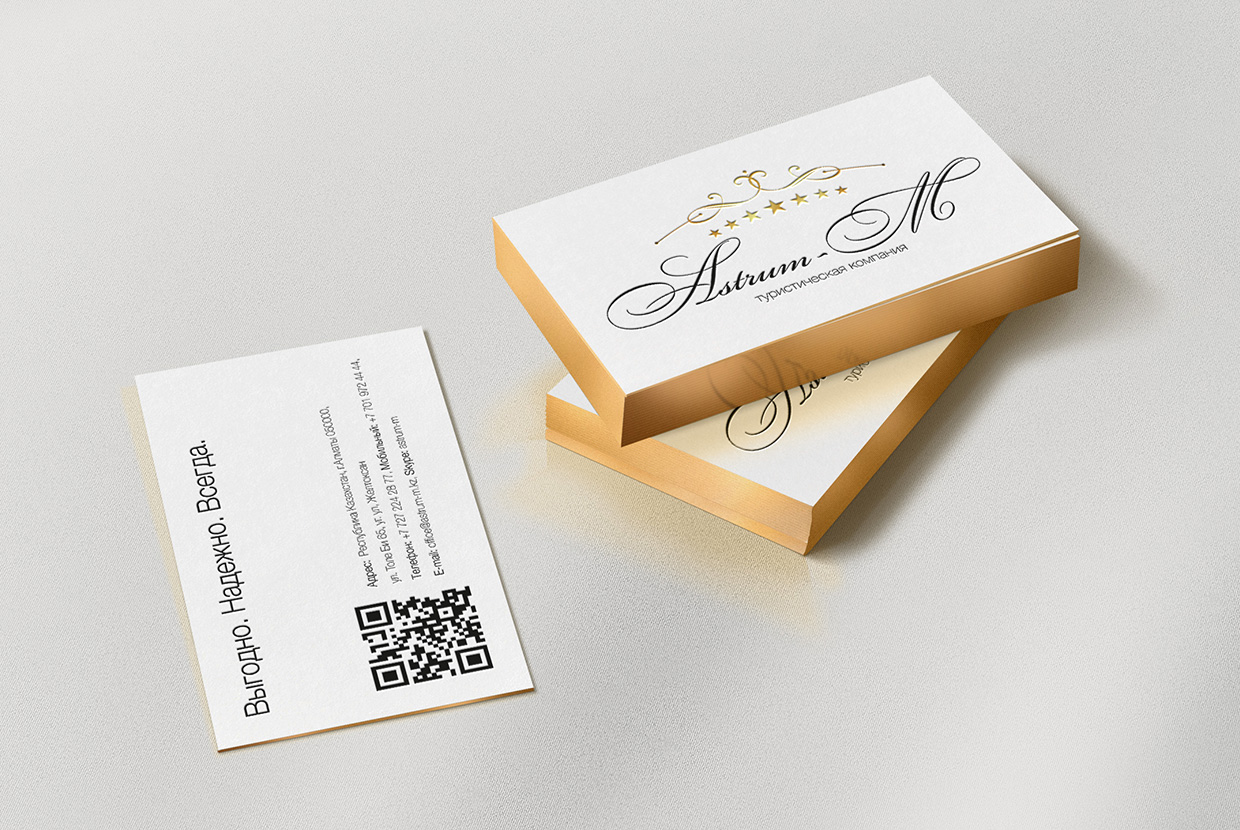 Astrum - M
туристическая компания
Выгодно. Надежно. Всегда.
Адрес: Республика Казахстан, г.Алматы 050000,
ул. Толе Би 65, уг. ул. Желтоксан
Телефон: +7 727 224 28 77, Мобильный: +7 701 972 44 44,
E-mail: office@astrum-m.kz, Skype: astrum-m